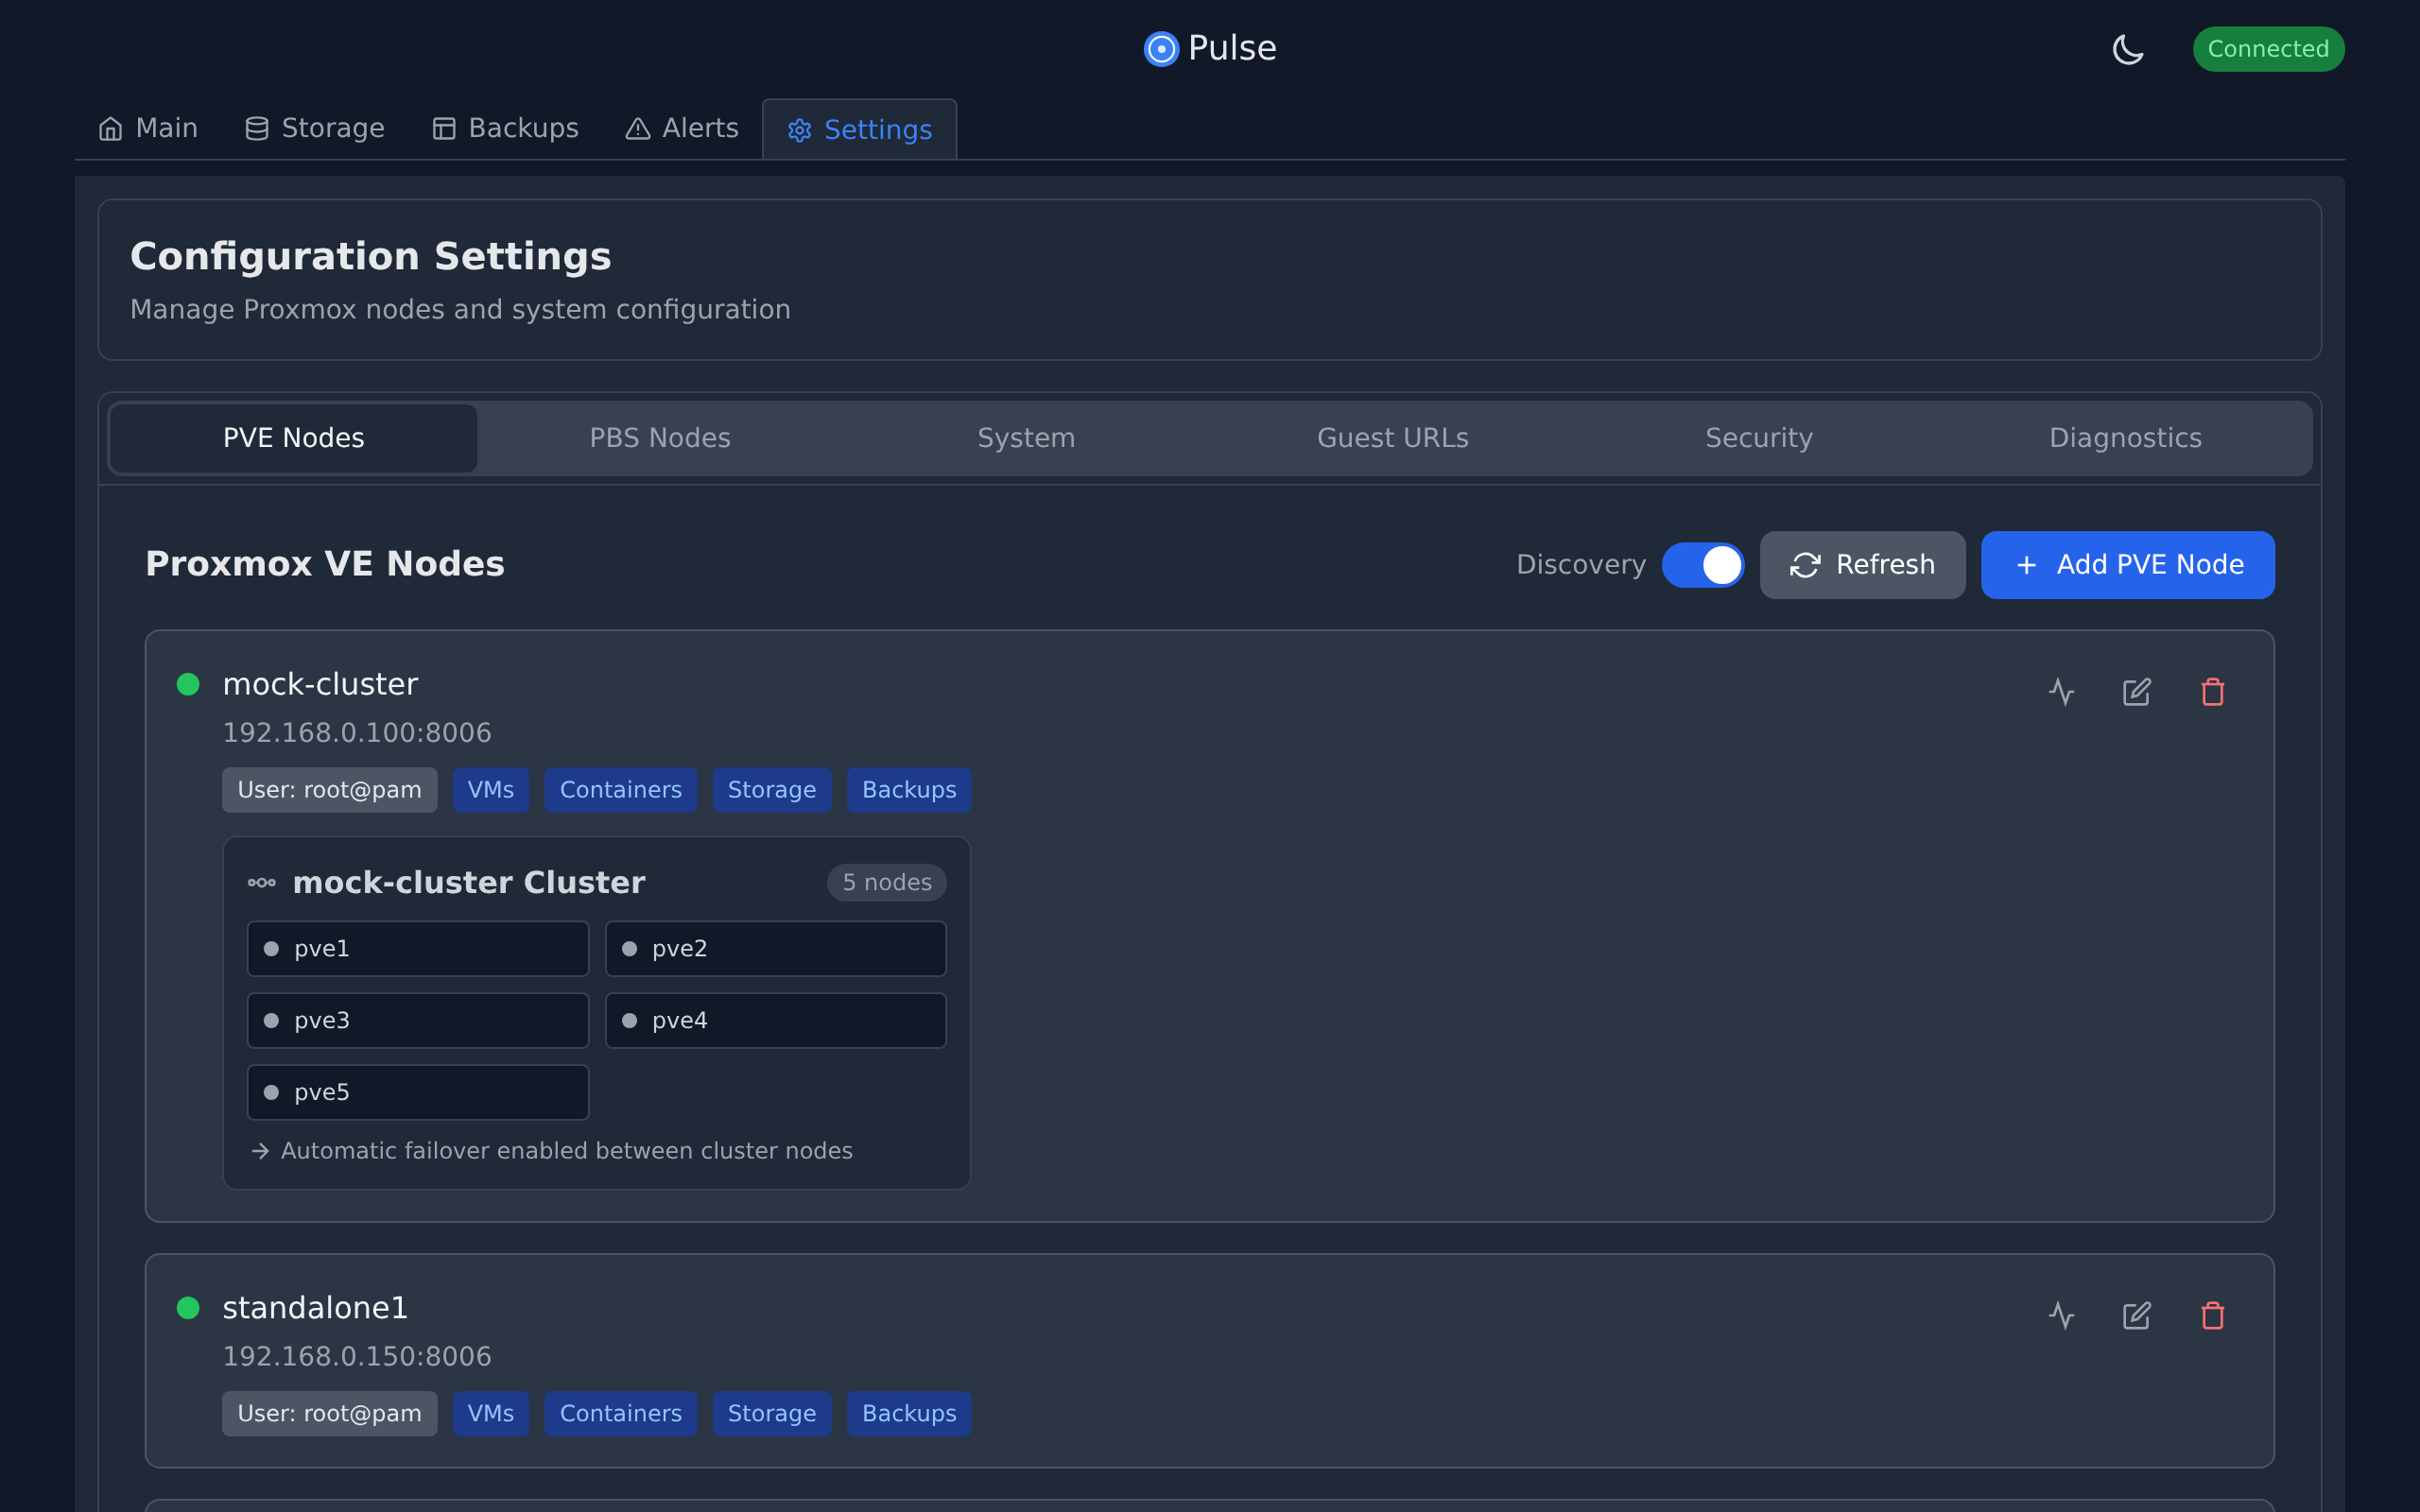 Pulse
Connected
Main
Storage
Backups
Alerts
Settings
Configuration Settings
Manage Proxmox nodes and system configuration
PVE Nodes
PBS Nodes
System
Guest URLs
Security
Diagnostics
Proxmox VE Nodes
Discovery
Refresh
Add PVE Node
mock-cluster
192.168.0.100:8006
User: root@pam
VMs
Containers
Storage
Backups
mock-cluster Cluster
5 nodes
pve1
pve2
pve3
pve4
pve5
Automatic failover enabled between cluster nodes
standalone1
192.168.0.150:8006
User: root@pam
VMs
Containers
Storage
Backups